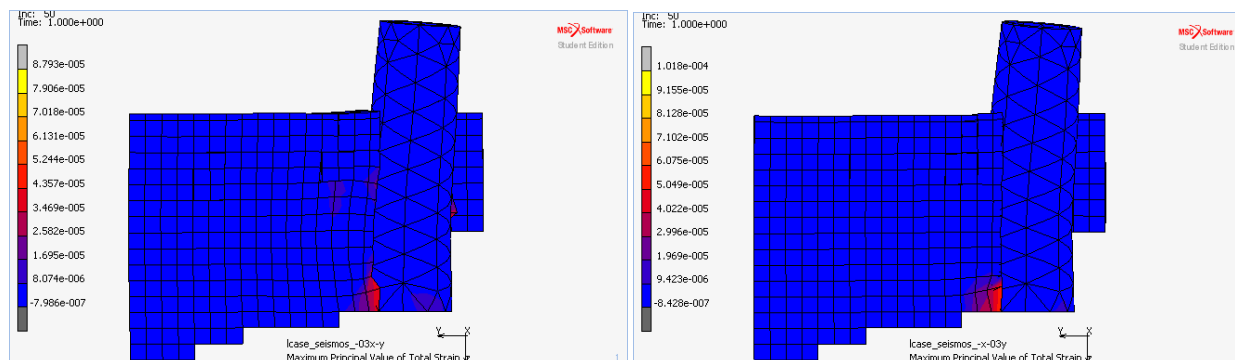 Inc: 50
Time: 1.000e+000
MSC Software
Student Edition
8.793e-005
7.906e-005
7.018e-005
6.131e-005
5.244e-005
4.357e-005
3.469e-005
2.582e-005
1.695e-005
8.074e-006
-7.986e-007
Y
X
lcase_seismos_-03x-y
Maximum Principal Value of Total Strain
1
Inc: 50
Time: 1.000e+000
MSC Software
Student Edition
1.018e-004
9.155e-005
8.128e-005
7.102e-005
6.075e-005
5.049e-005
4.022e-005
2.996e-005
1.969e-005
9.423e-006
-8.428e-007
Y
X
lcase_seismos_-x-03y
Maximum Principal Value of Total Strain